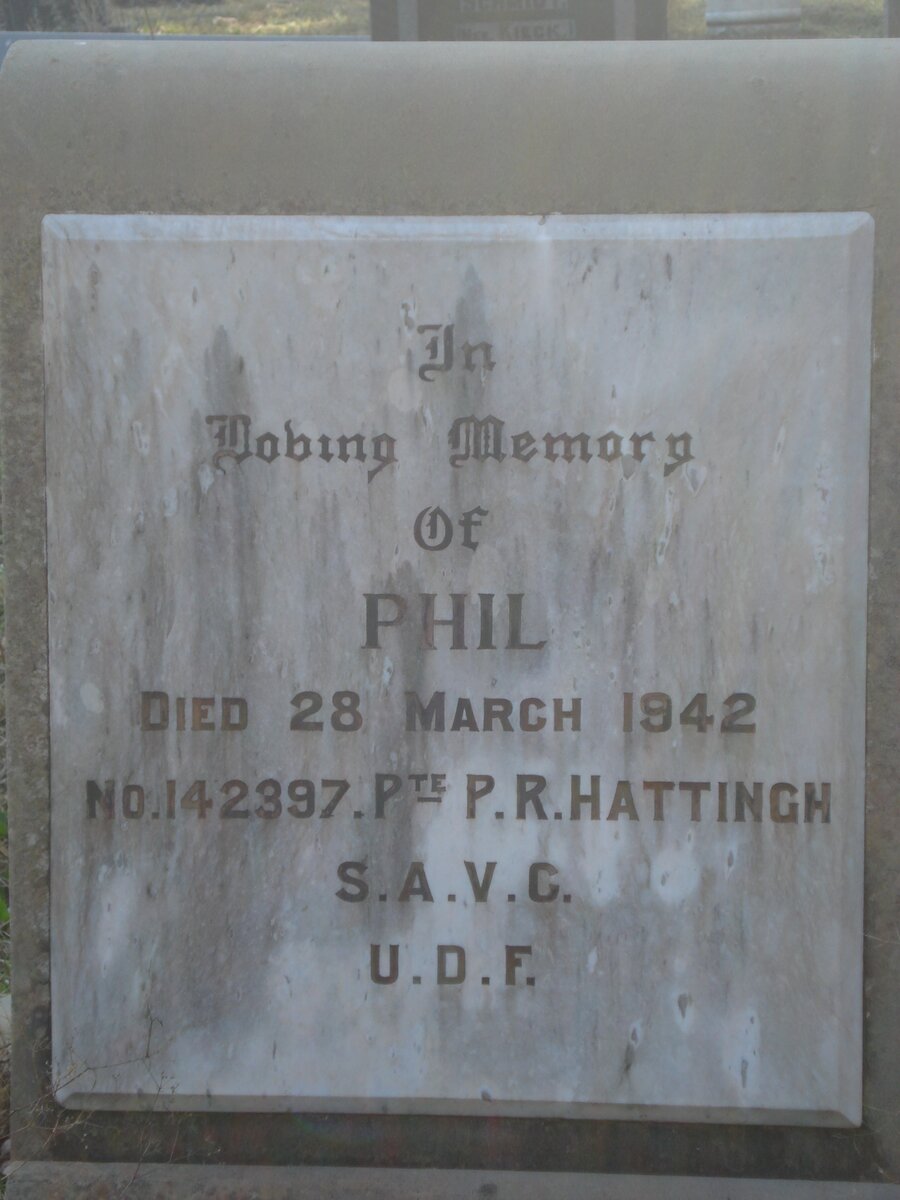 In
Loving Memory
Of
PHIL
DIED 28 MARCH 1942
NO.142397. PTE P.R. HATTINGH
S.A.V.C.
U.D.F.